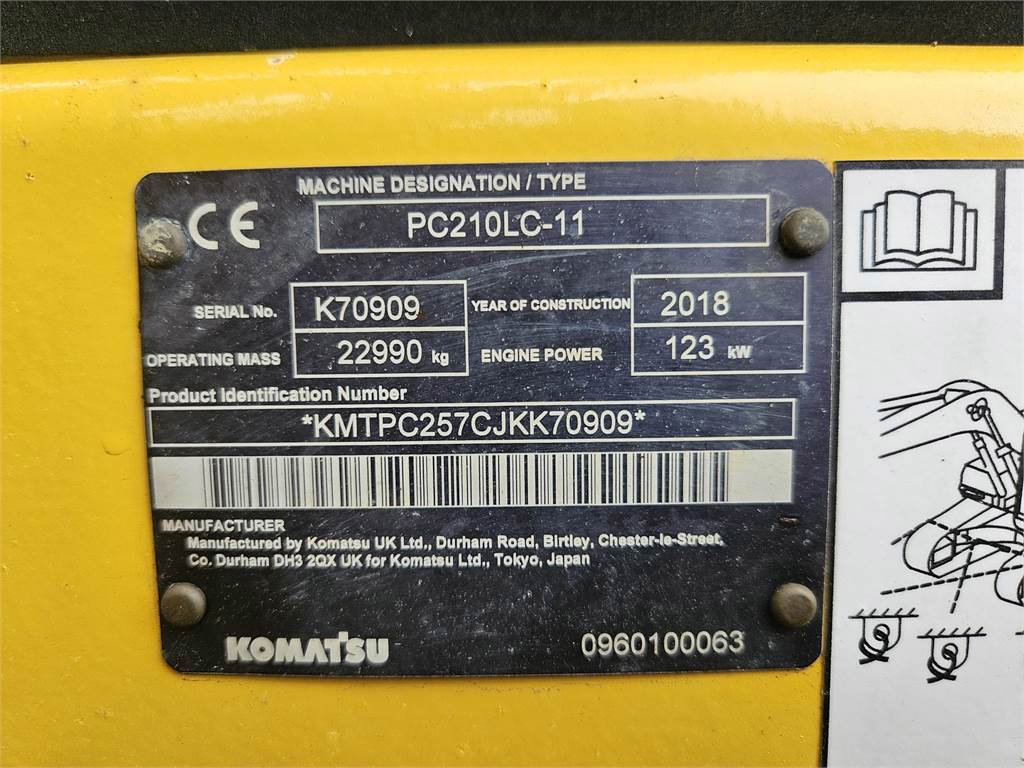 CE
MACHINE DESIGNATION / TYPE
PC210LC-11
SERIAL No. K70909 YEAR OF CONSTRUCTION 2018
OPERATING MASS 22990 kg ENGINE POWER 123 kW
Product Identification Number
*KMTPC257CJKK70909*
MANUFACTURER
Manufactured by Komatsu UK Ltd., Durham Road, Birtley, Chester-le-Street,
Co. Durham DH3 2QX UK for Komatsu Ltd., Tokyo, Japan
KOMATSU 0960100063